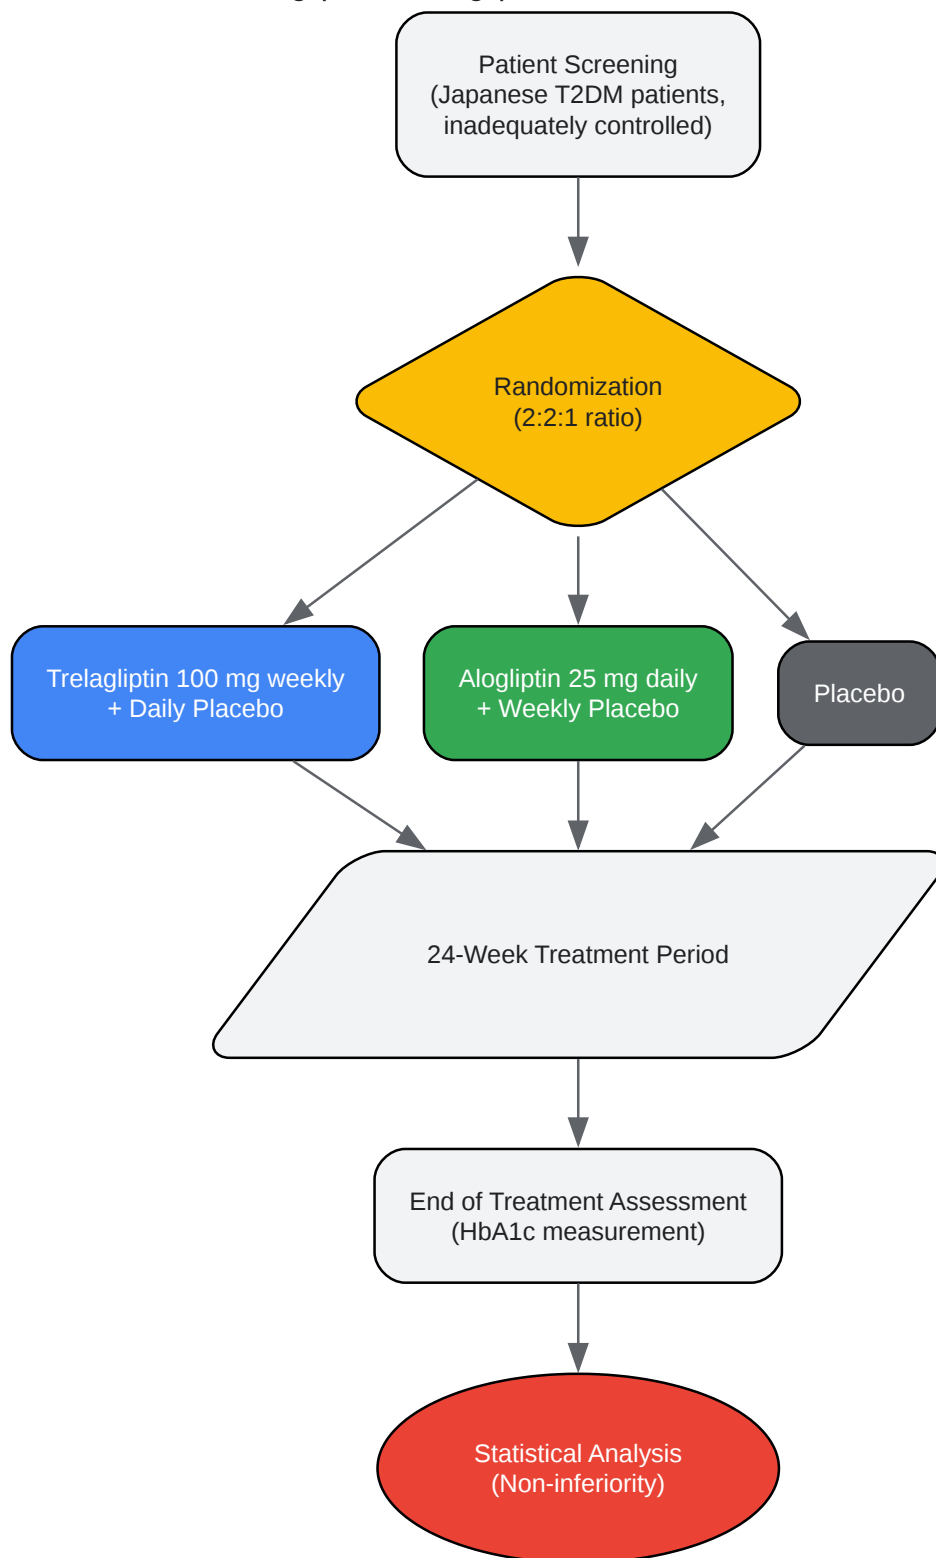 Patient Screening
(Japanese T2DM patients,
inadequately controlled)
Randomization
(2:2:1 ratio)
Trelagliptin 100 mg weekly
+ Daily Placebo
Alogliptin 25 mg daily
+ Weekly Placebo
Placebo
24-Week Treatment Period
End of Treatment Assessment
(HbA1c measurement)
Statistical Analysis
(Non-inferiority)